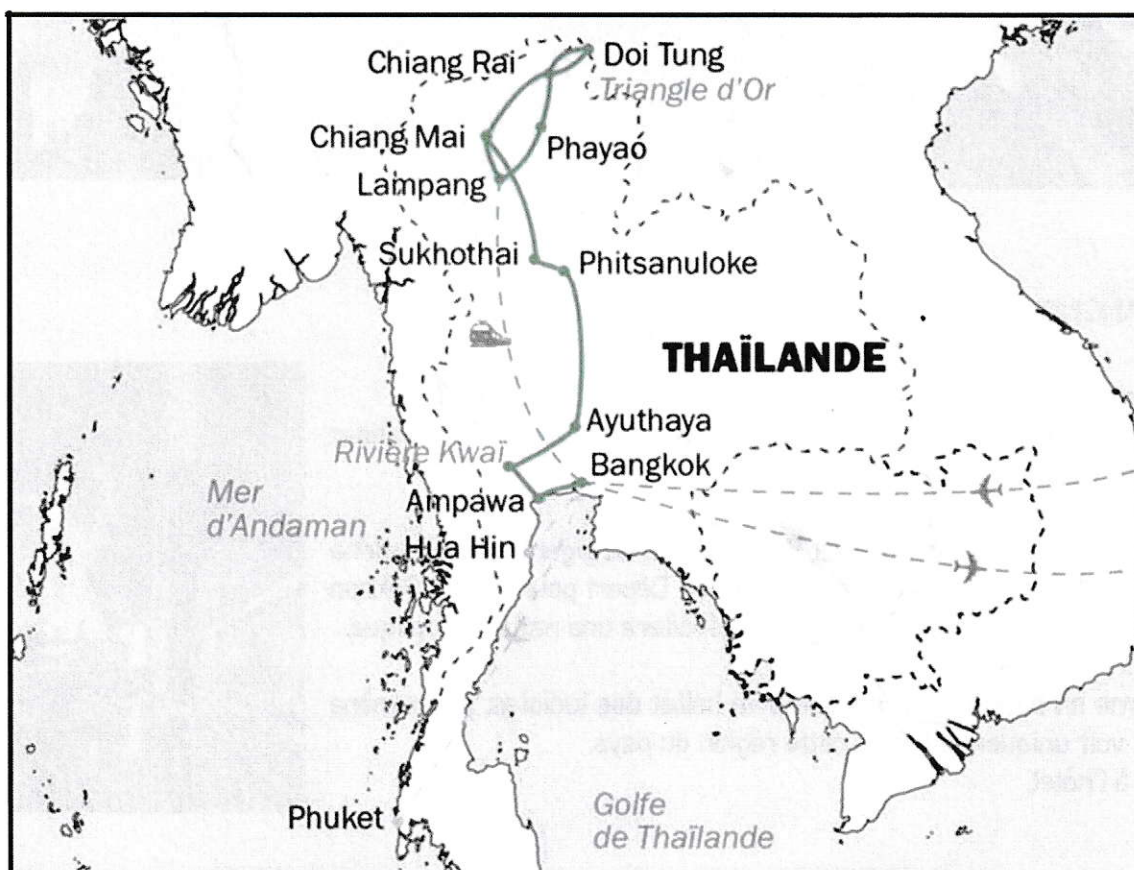 Chiang Rai
Doi Tung
Triangle d'Or
Chiang Mai
Phayao
Lampang
Sukhothai
Phitsanuloke
THAÏLANDE
Ayuthaya
Rivière Kwaï
Bangkok
Mer
d'Andaman
Ampawa
Hua Hin
Phuket
Golfe
de Thaïlande